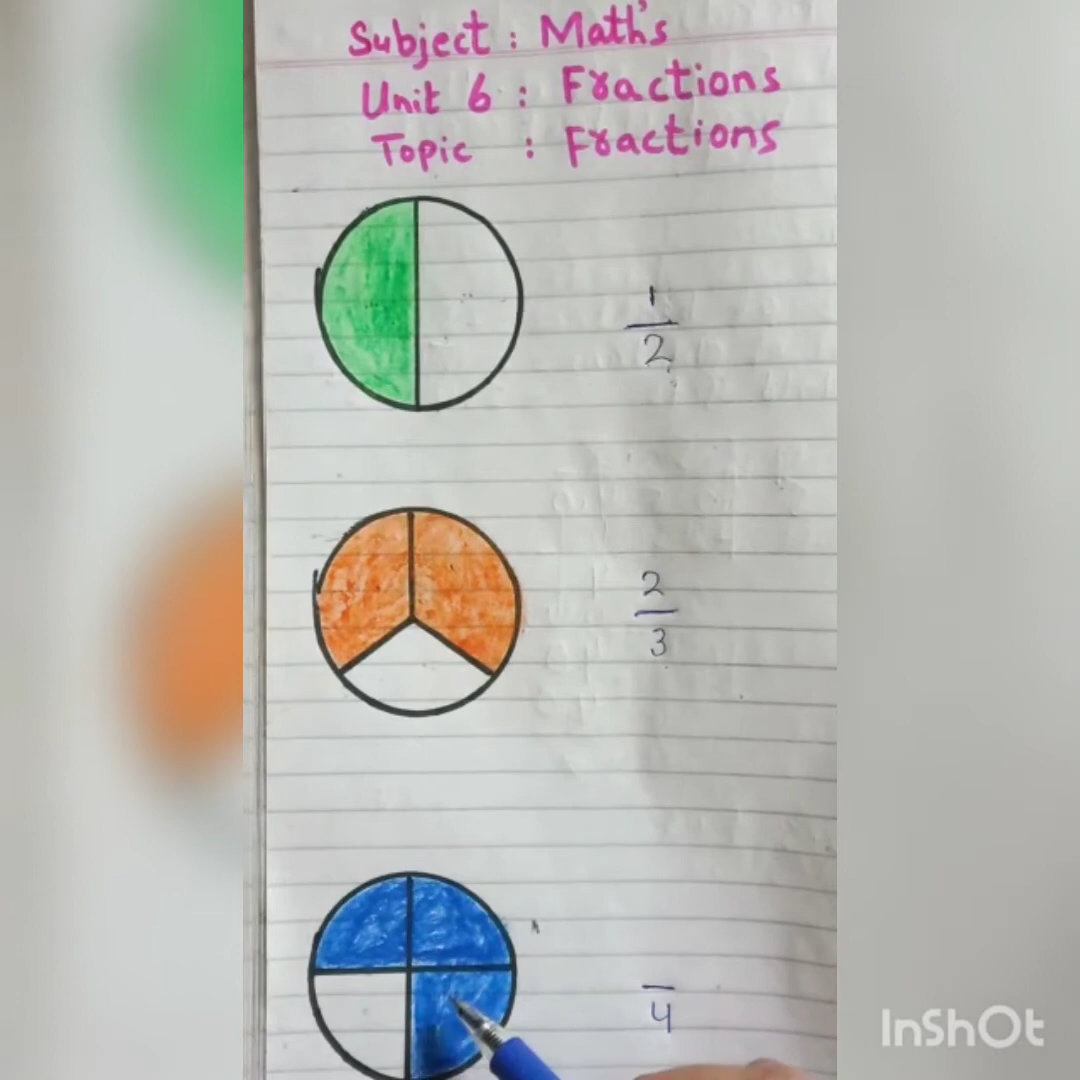 Subject : Math's
Unit 6 : Fractions
Topic : Fractions
1
2
2
3
4
InShOt